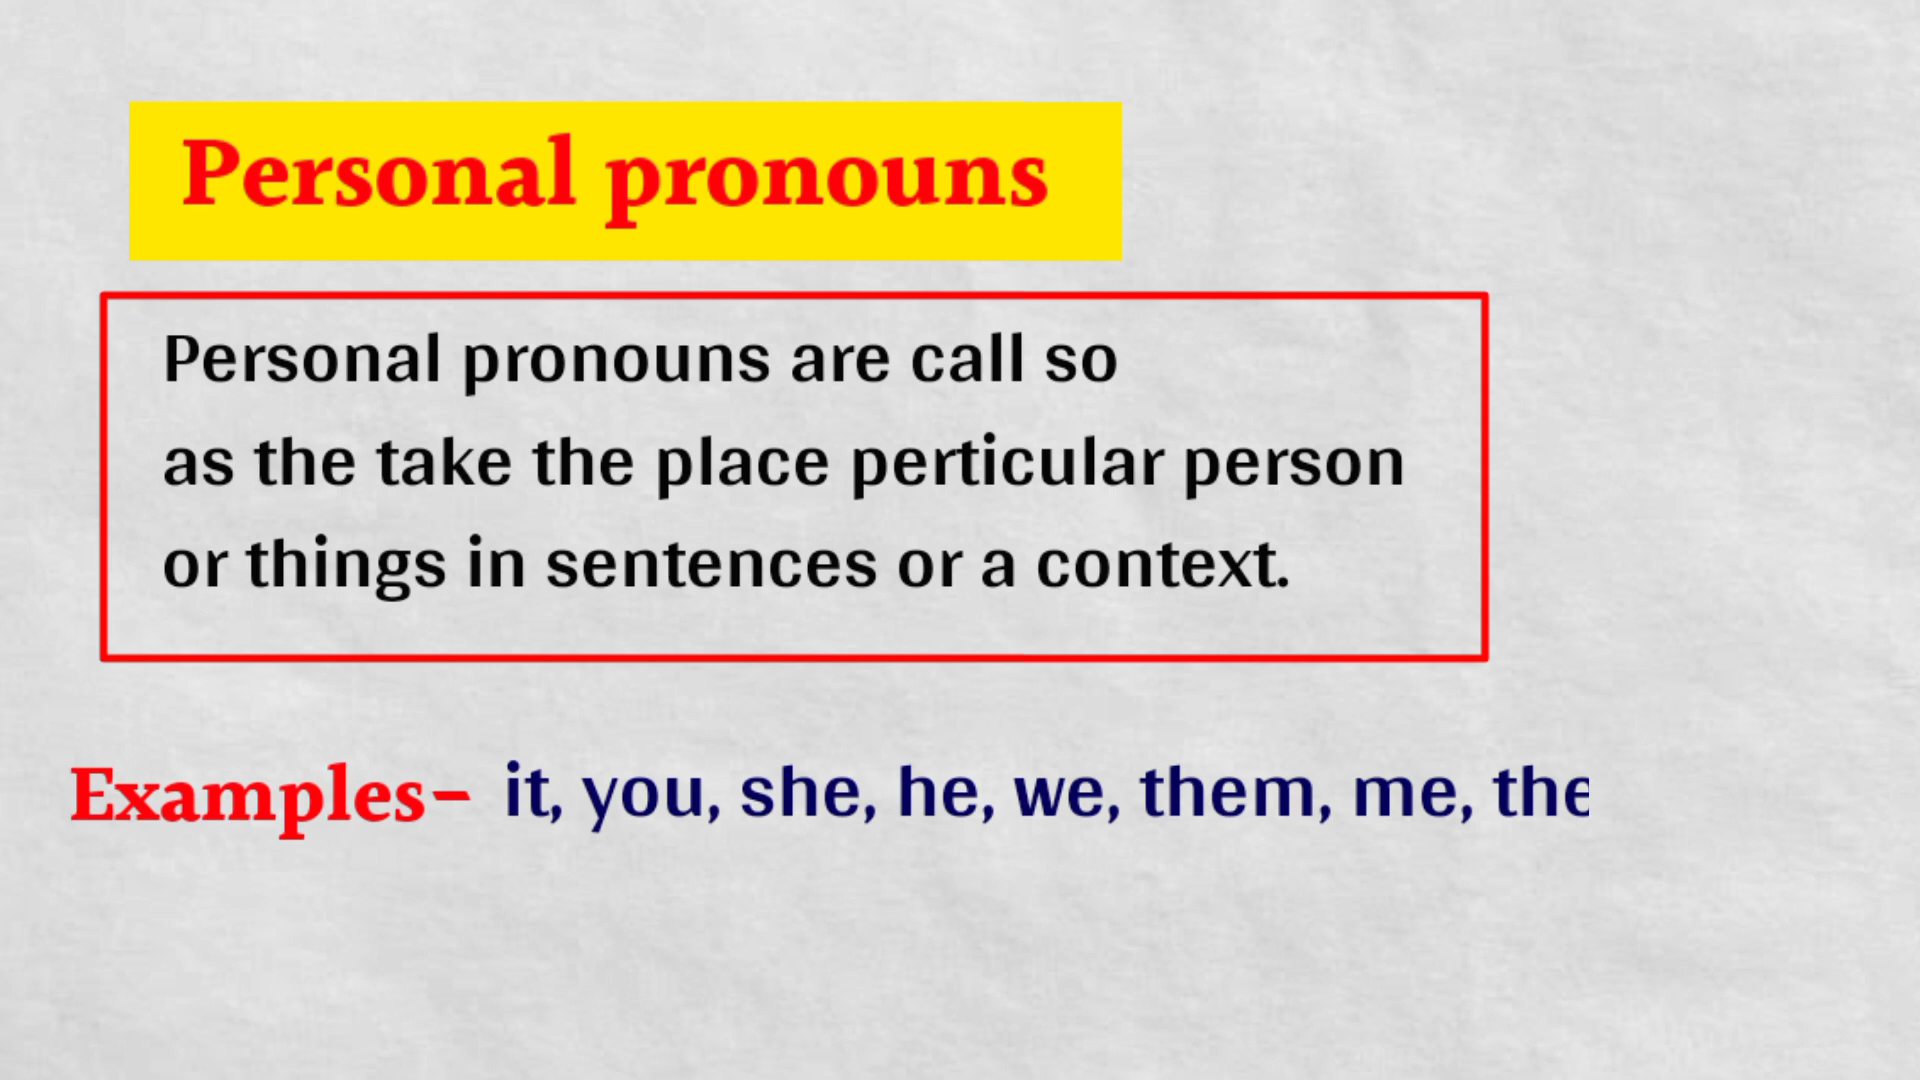 Personal pronouns
Personal pronouns are call so
as the take the place perticular person
or things in sentences or a context.
Examples– it, you, she, he, we, them, me,